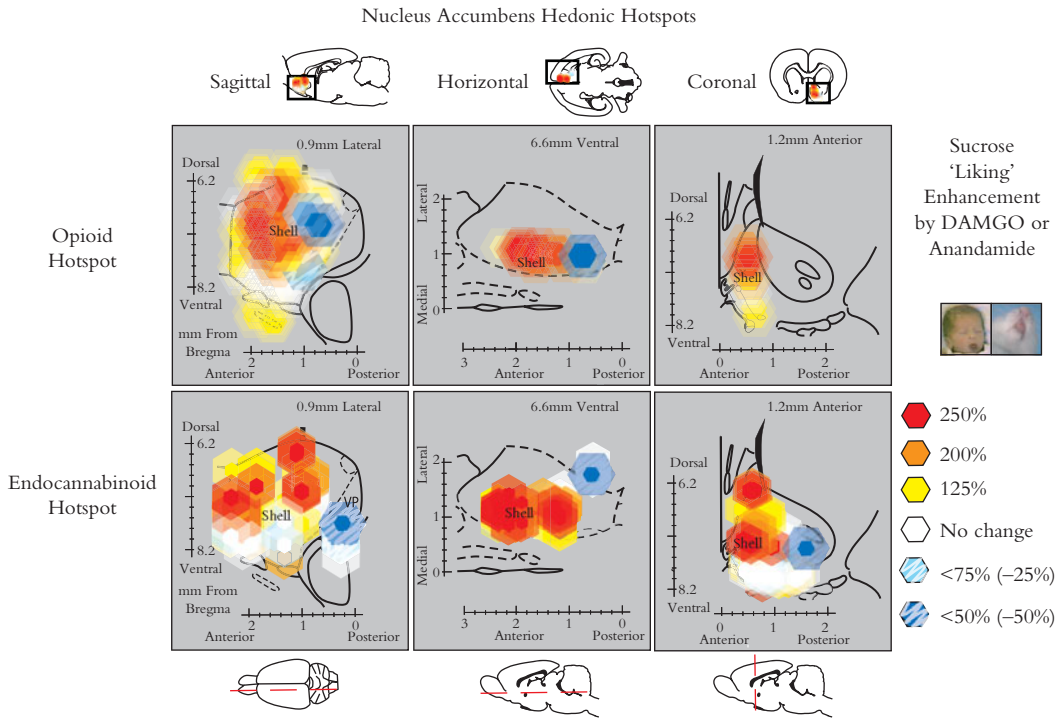 Nucleus Accumbens Hedonic Hotspots
Sagittal
Horizontal
Coronal
Opioid
Hotspot
0.9mm Lateral
Dorsal
6.2
Shell
8.2
Ventral
mm From
Bregma
2 1 0
Anterior Posterior
6.6mm Ventral
Lateral
2
1
0
Medial
Shell
3 2 1 0
Anterior Posterior
1.2mm Anterior
Dorsal
6.2
Shell
8.2
Ventral
0 1 2
Anterior Posterior
Sucrose
‘Liking’
Enhancement
by DAMGO or
Anandamide
Endocannabinoid
Hotspot
0.9mm Lateral
Dorsal
6.2
VP
Shell
8.2
Ventral
mm From
Bregma
2 1 0
Anterior Posterior
6.6mm Ventral
Lateral
2
1
0
Medial
Shell
3 2 1 0
Anterior Posterior
1.2mm Anterior
Dorsal
6.2
Shell
8.2
Ventral
0 1 2
Anterior Posterior
250%
200%
125%
No change
<75% (–25%)
<50% (–50%)